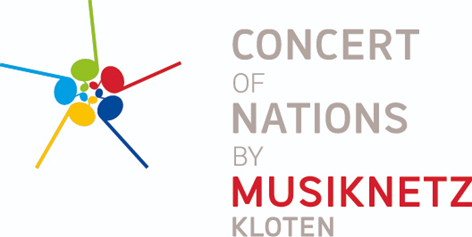 CONCERT
OF
NATIONS
BY
MUSIKNETZ
KLOTEN